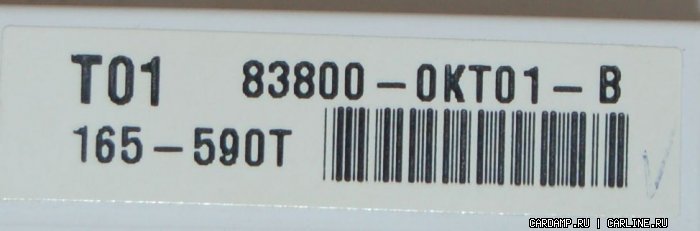 T01 83800-0KT01-B
165-590T
CARDAMP.RU | CARLINE.RU